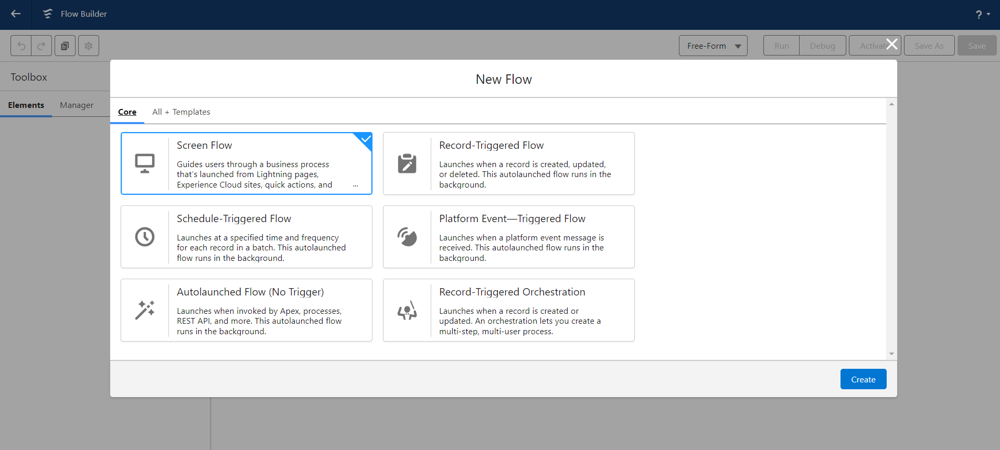 Flow Builder
?
Free-Form
Run
Debug
Activate
Save As
Save
Toolbox
Elements
Manager
New Flow
Core
All + Templates
Screen Flow
Guides users through a business process
that's launched from Lightning pages,
Experience Cloud sites, quick actions, and ...
Record-Triggered Flow
Launches when a record is created, updated,
or deleted. This autolaunched flow runs in the
background.
Schedule-Triggered Flow
Launches at a specified time and frequency
for each record in a batch. This autolaunched
flow runs in the background.
Platform Event—Triggered Flow
Launches when a platform event message is
received. This autolaunched flow runs in the
background.
Autolaunched Flow (No Trigger)
Launches when invoked by Apex, processes,
REST API, and more. This autolaunched flow
runs in the background.
Record-Triggered Orchestration
Launches when a record is created or
updated. An orchestration lets you create a
multi-step, multi-user process.
Create